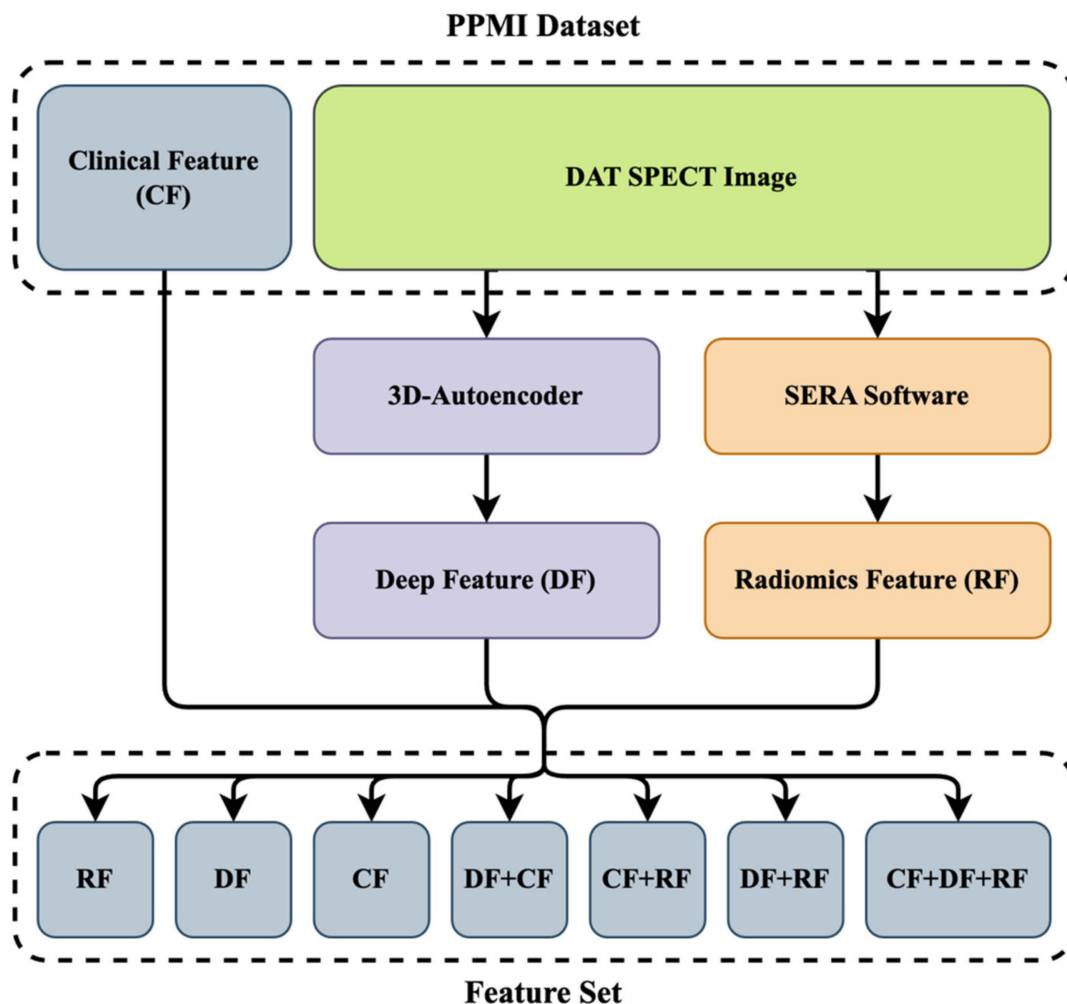 PPMI Dataset
Clinical Feature
(CF)
DAT SPECT Image
3D-Autoencoder
SERA Software
Deep Feature (DF)
Radiomics Feature (RF)
RF
DF
CF
DF+CF
CF+RF
DF+RF
CF+DF+RF
Feature Set